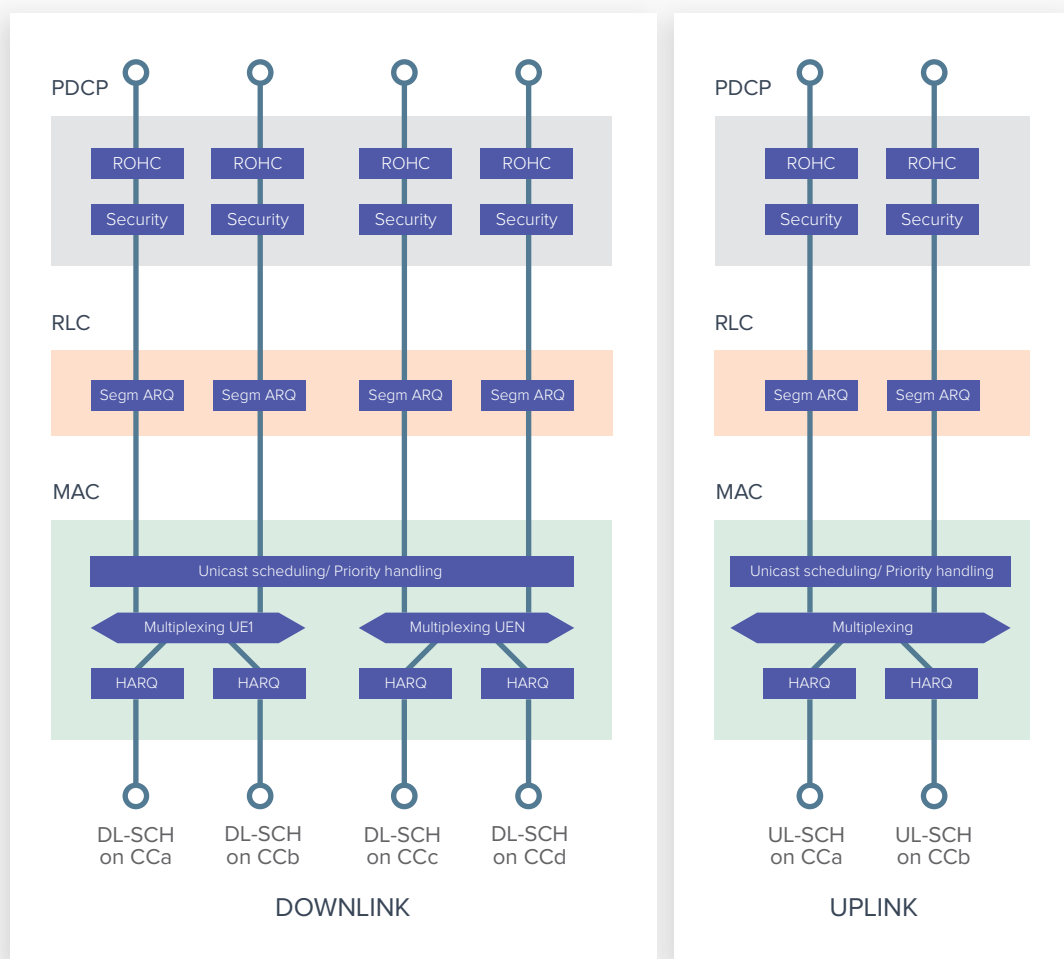 PDCP
ROHC ROHC ROHC ROHC
Security Security Security Security
RLC
Segm ARQ Segm ARQ Segm ARQ Segm ARQ
MAC
Unicast scheduling/ Priority handling
Multiplexing UE1 Multiplexing UEN
HARQ HARQ HARQ HARQ
DL-SCH DL-SCH DL-SCH DL-SCH
on CCa on CCb on CCc on CCd
DOWNLINK
PDCP
ROHC ROHC
Security Security
RLC
Segm ARQ Segm ARQ
MAC
Unicast scheduling/ Priority handling
Multiplexing
HARQ HARQ
UL-SCH UL-SCH
on CCa on CCb
UPLINK